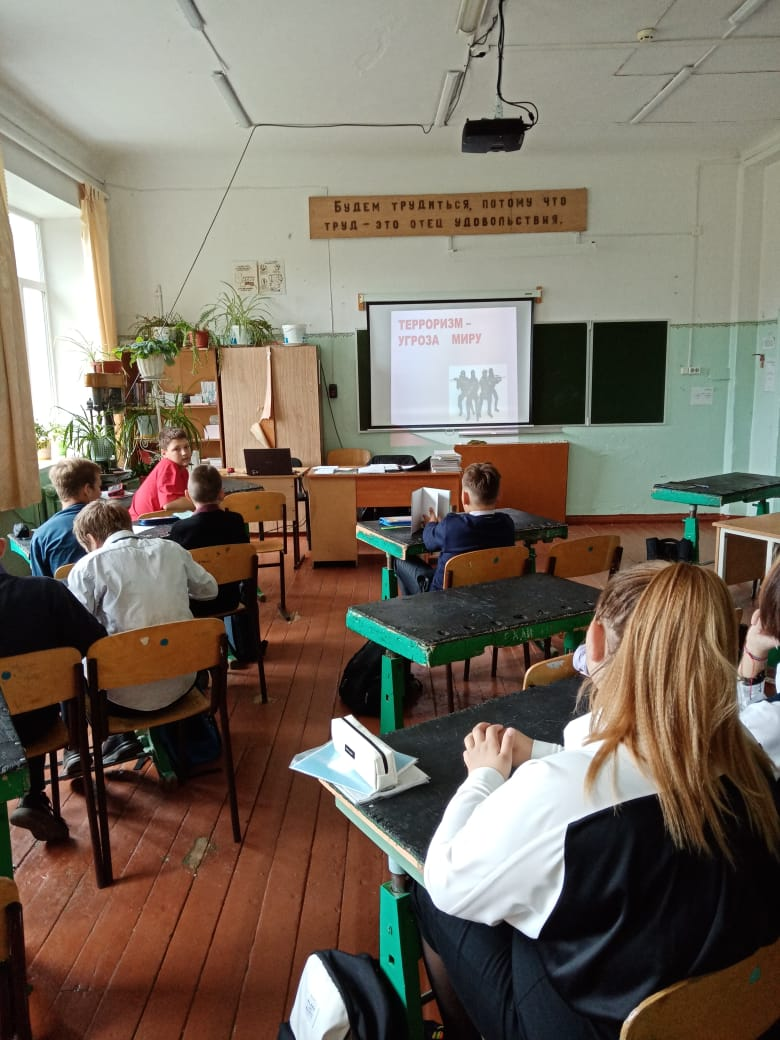 Будем трудиться, потому что
труд – это отец удовольствия.
ТЕРРОРИЗМ –
УГРОЗА МИРУ